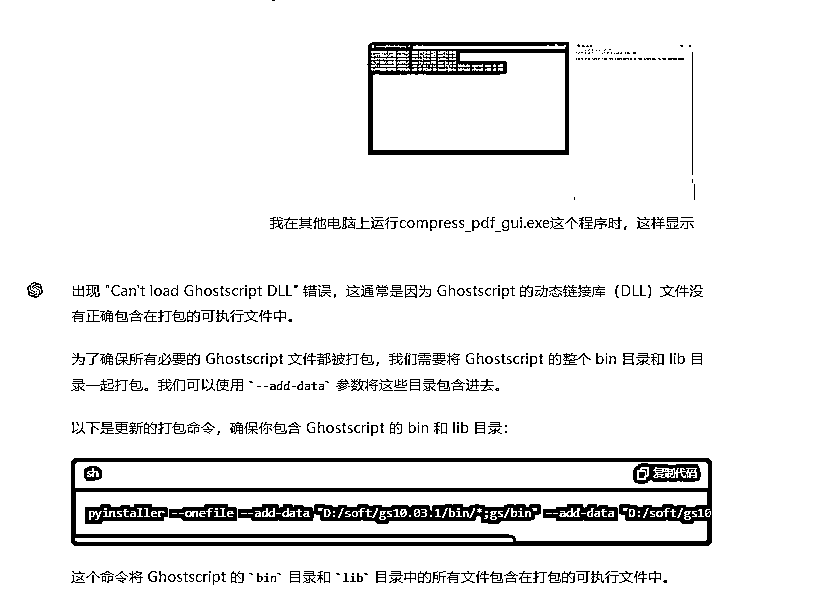 我在其他电脑上运行compress_pdf_gui.exe这个程序时，这样显示
出现 "Can't load Ghostscript DLL" 错误，这通常是因为 Ghostscript 的动态链接库（DLL）文件没
有正确包含在打包的可执行文件中。
为了确保所有必要的 Ghostscript 文件都被打包，我们需要将 Ghostscript 的整个 bin 目录和 lib 目
录一起打包。我们可以使用 `--add-data` 参数将这些目录包含进去。
以下是更新的打包命令，确保你包含 Ghostscript 的 bin 和 lib 目录：
sh
复制代码
pyinstaller --onefile --add-data "D:/soft/gs10.03.1/bin/*;gs/bin" --add-data "D:/soft/gs10
这个命令将 Ghostscript 的 `bin` 目录和 `lib` 目录中的所有文件包含在打包的可执行文件中。